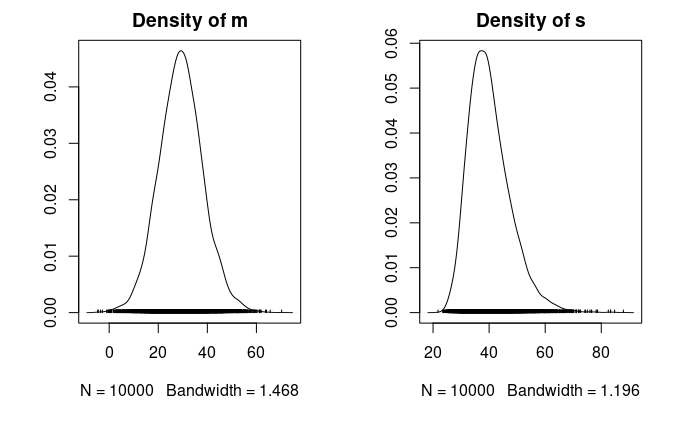 Density of m
0.04
0.03
0.02
0.01
0.00
0 20 40 60
N = 10000 Bandwidth = 1.468
Density of s
0.06
0.05
0.04
0.03
0.02
0.01
0.00
20 40 60 80
N = 10000 Bandwidth = 1.196